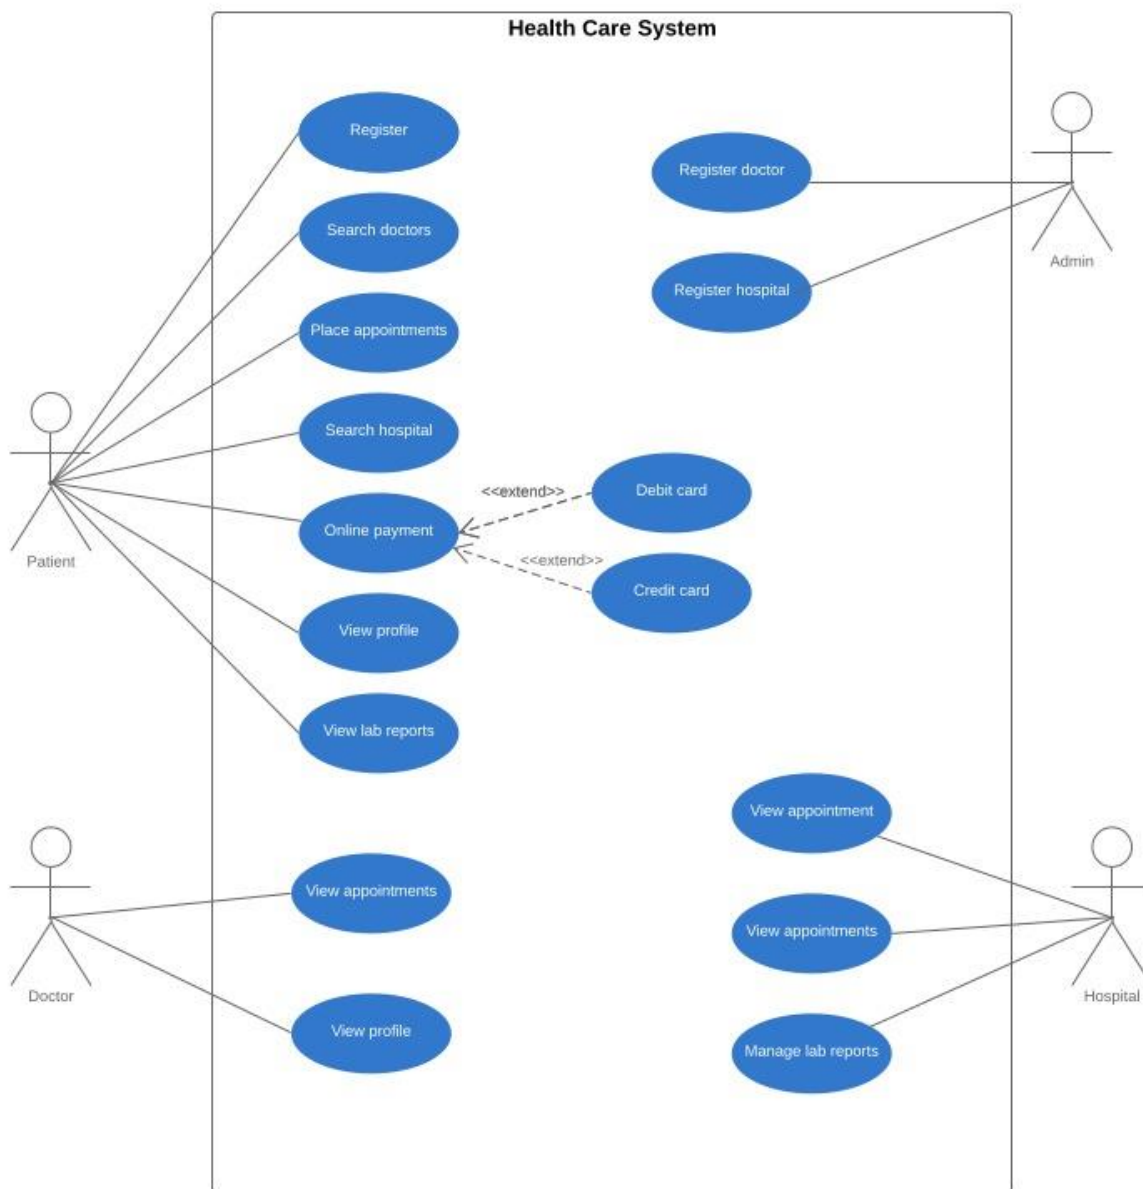 Health Care System
Register
Register doctor
Search doctors
Admin
Register hospital
Place appointments
Search hospital
<<extend>>
Debit card
Online payment
Patient
<<extend>>
Credit card
View profile
View lab reports
View appointment
View appointments
View appointments
Doctor
Hospital
View profile
Manage lab reports